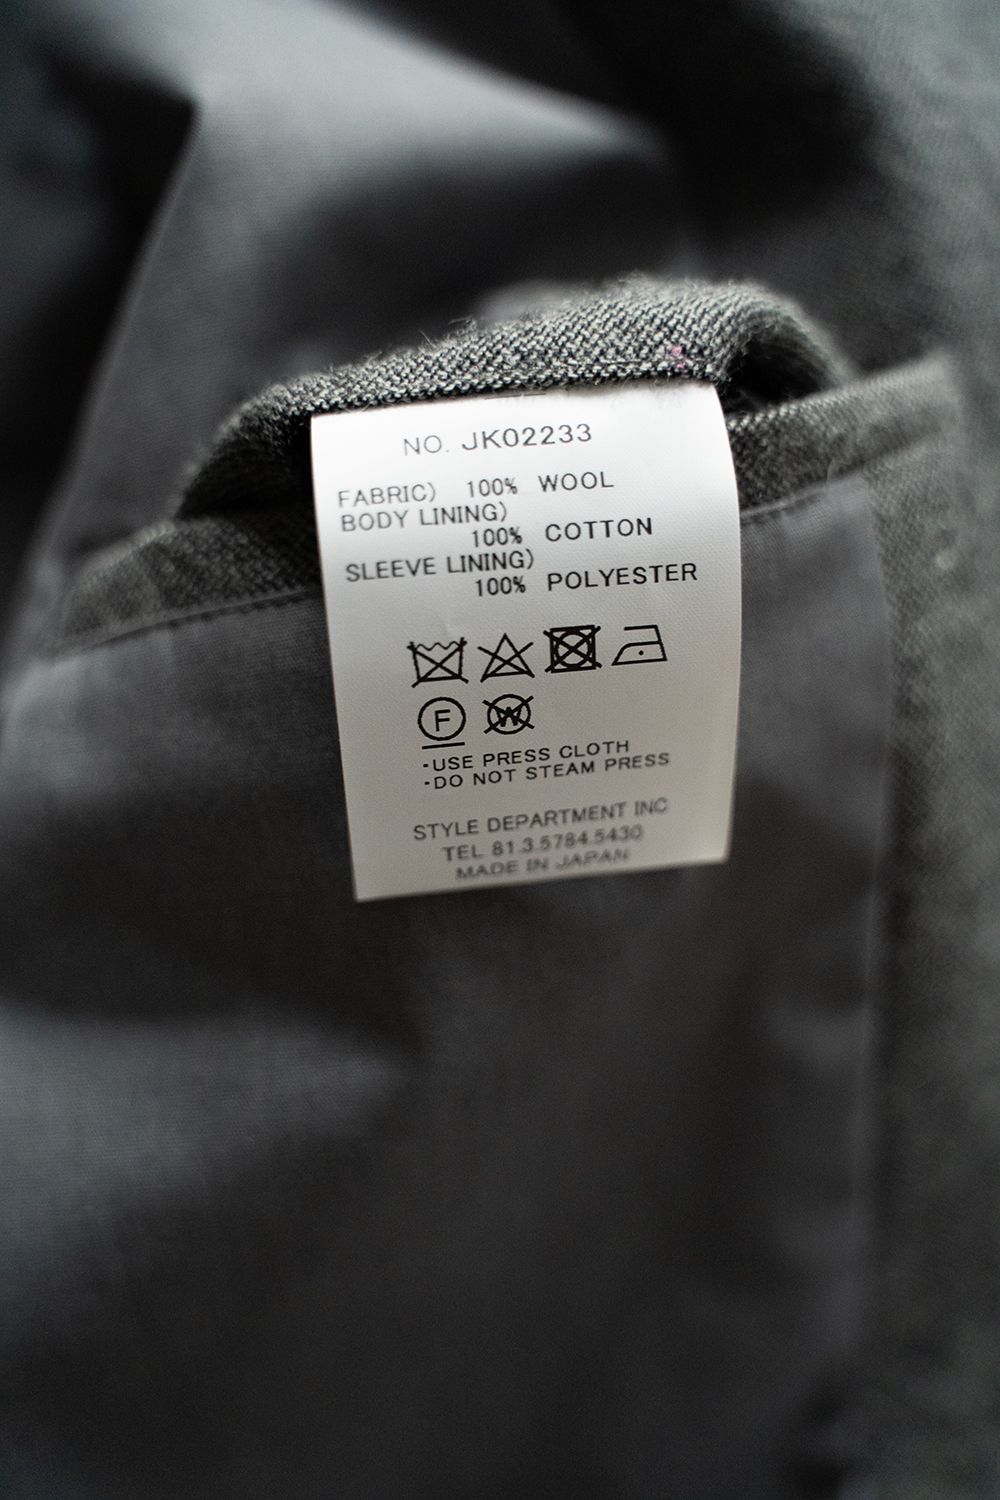 NO. JK02233
FABRIC) 100% WOOL
BODY LINING)
100% COTTON
SLEEVE LINING)
100% POLYESTER
F W
-USE PRESS CLOTH
-DO NOT STEAM PRESS
STYLE DEPARTMENT INC
TEL 81.3.5784.5430
MADE IN JAPAN